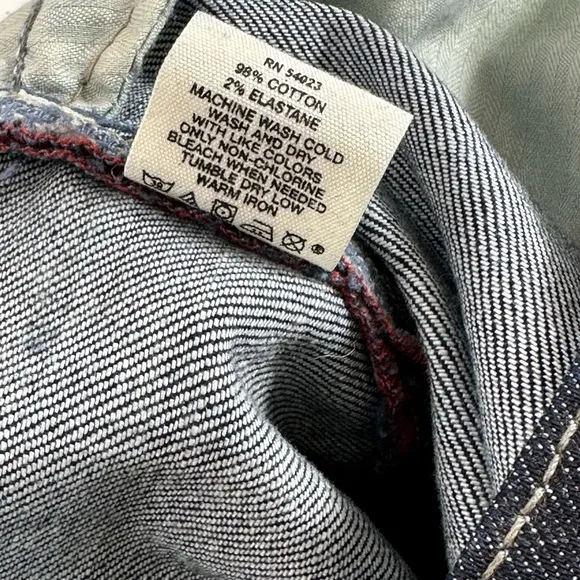 RN 54023
98% COTTON
2% ELASTANE
MACHINE WASH COLD
WASH AND DRY
WITH LIKE COLORS
ONLY NON-CHLORINE
BLEACH WHEN NEEDED
TUMBLE DRY LOW
WARM IRON